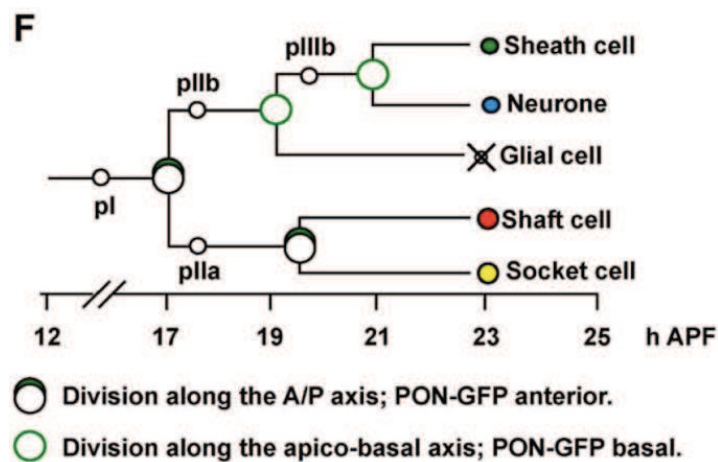 F
pIIIb
Sheath cell
pIIb
Neurone
Glial cell
pI
Shaft cell
pIIa
Socket cell
12 17 19 21 23 25 h APF
Division along the A/P axis; PON-GFP anterior.
Division along the apico-basal axis; PON-GFP basal.